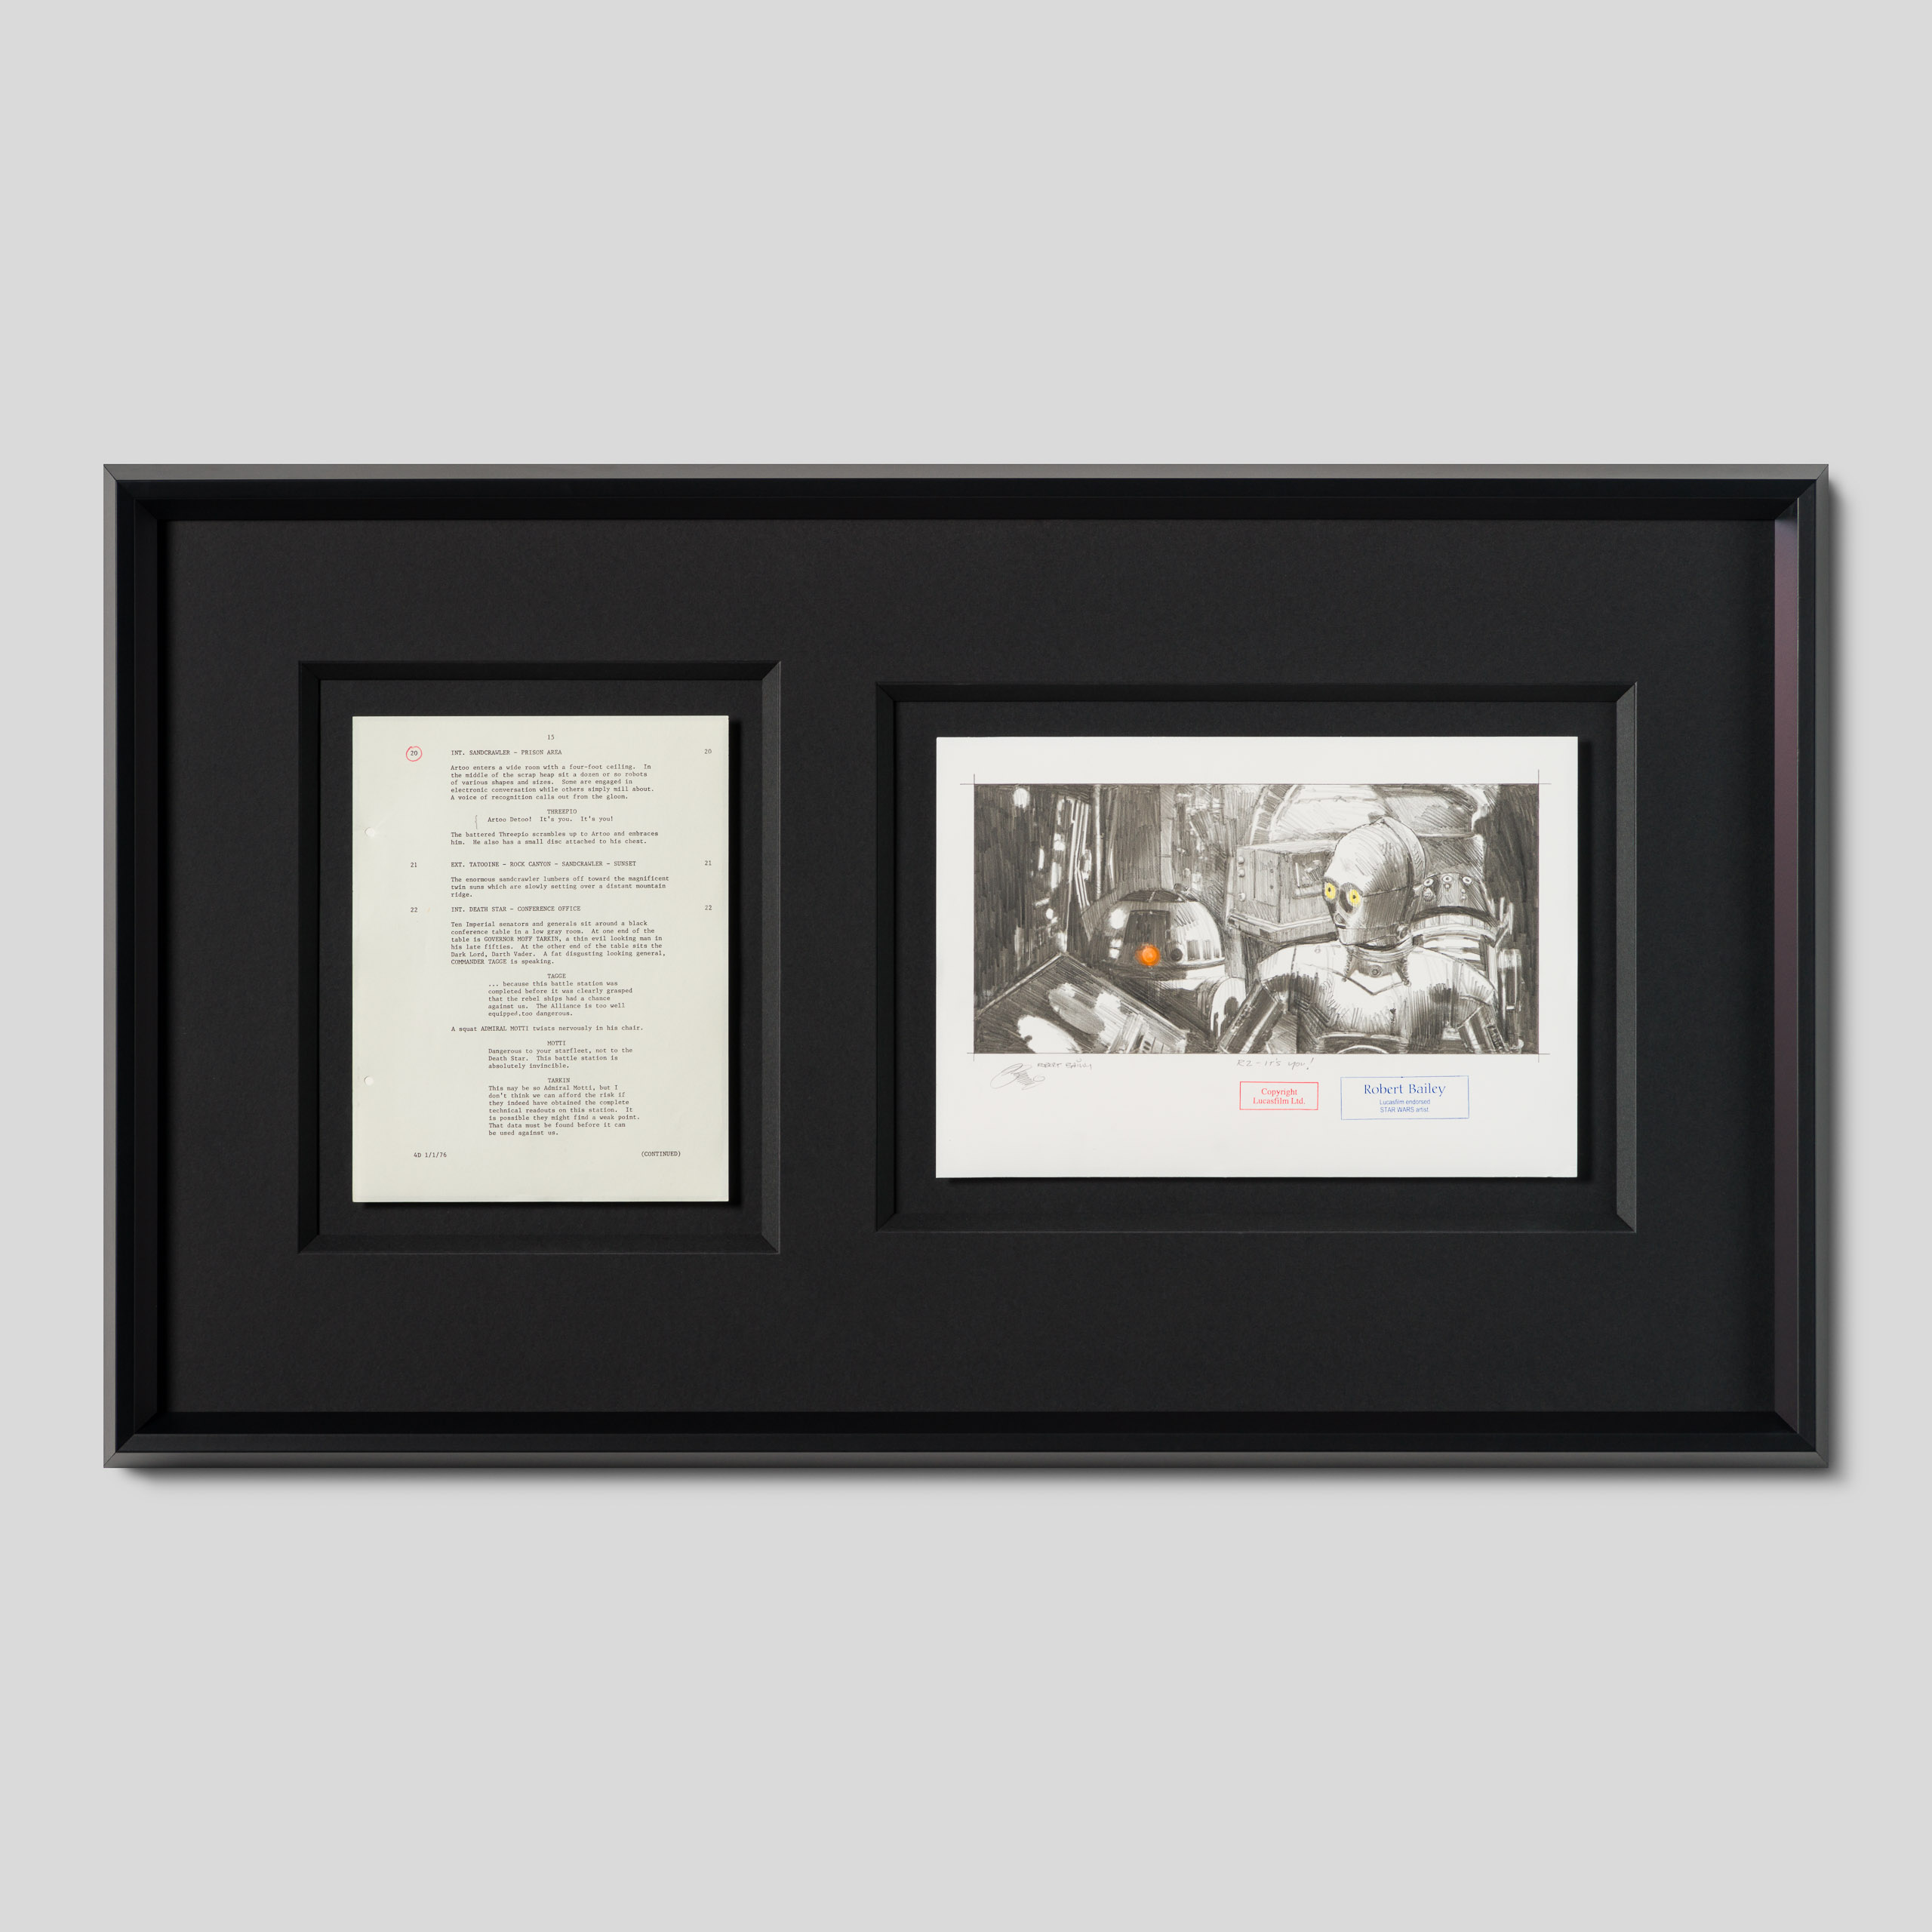 15
20 INT. SANDCRAWLER - PRISON AREA 20
Artoo enters a wide room with a four-foot ceiling. In
the middle of the scrap heap sit a dozen or so robots
of various shapes and sizes. Some are engaged in
electronic conversation while others simply mill about.
A voice of recognition calls out from the gloom.
THREEPIO
Artoo Detoo! It's you. It's you!
The battered Threepio scrambles up to Artoo and embraces
him. He also has a small disc attached to his chest.
21 EXT. TATOOINE - ROCK CANYON - SANDCRAWLER - SUNSET 21
The enormous sandcrawler lumbers off toward the magnificent
twin suns which are slowly setting over a distant mountain
ridge.
22 INT. DEATH STAR - CONFERENCE OFFICE 22
Ten Imperial senators and generals sit around a black
conference table in a low gray room. At one end of the
table is GOVERNOR MOFF TARKIN, a thin evil looking man in
his late fifties. At the other end of the table sits the
Dark Lord, Darth Vader. A fat disgusting looking general,
COMMANDER TAGGE is speaking.
TAGGE
... because this battle station was
completed before it was clearly grasped
that the rebel ships had a chance
against us. The Alliance is too well
equipped.too dangerous.
A squat ADMIRAL MOTTI twists nervously in his chair.
MOTTI
Dangerous to your starfleet, not to the
Death Star. This battle station is
absolutely invincible.
TARKIN
This may be so Admiral Motti, but I
don't think we can afford the risk if
they indeed have obtained the complete
technical readouts on this station. It
is possible they might find a weak point.
That data must be found before it can
be used against us.
4D 1/1/76 (CONTINUED)
ROBERT BAILEY
R2 - IT'S YOU!
Copyright
Lucasfilm Ltd.
Robert Bailey
Lucasfilm endorsed
STAR WARS artist.